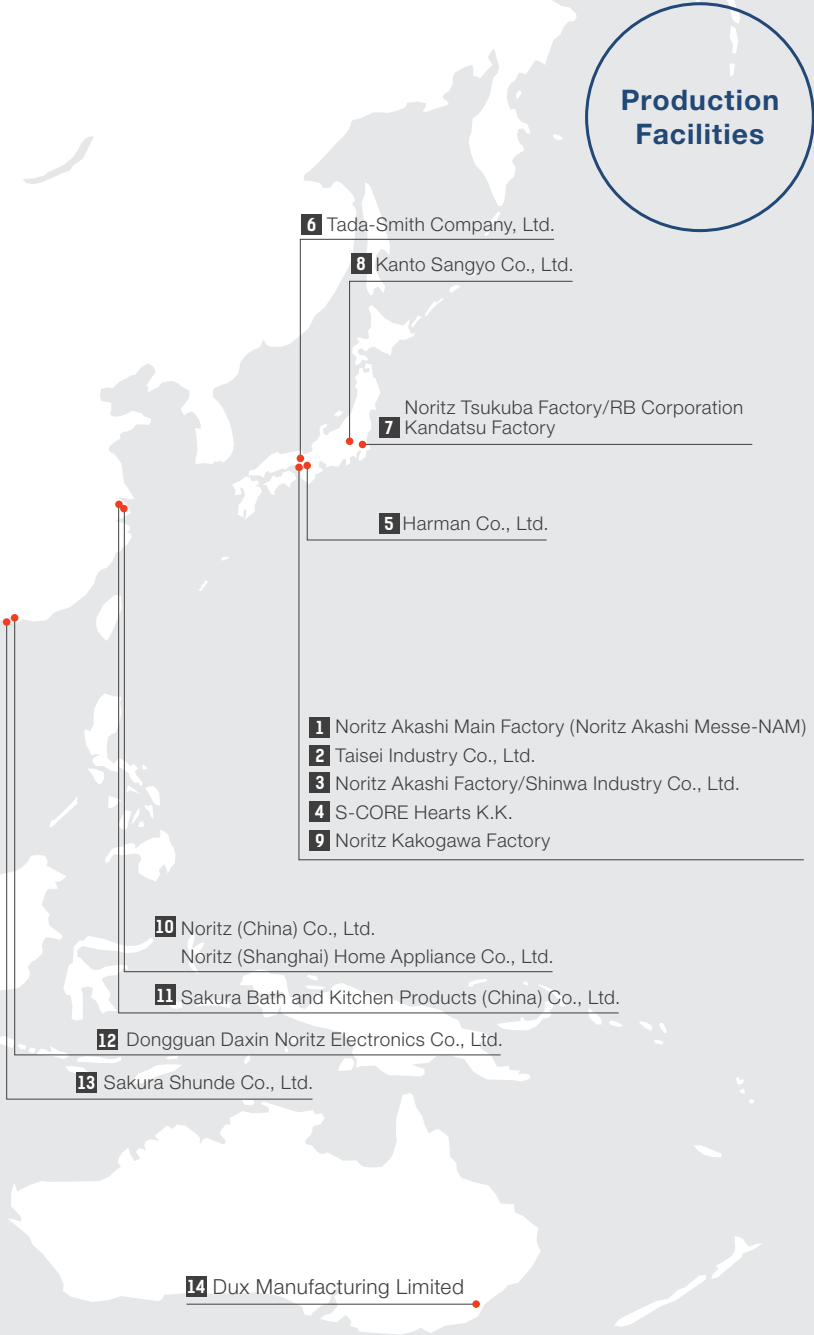 Production
Facilities
6 Tada-Smith Company, Ltd.
8 Kanto Sangyo Co., Ltd.
Noritz Tsukuba Factory/RB Corporation
7 Kandatsu Factory
5 Harman Co., Ltd.
1 Noritz Akashi Main Factory (Noritz Akashi Messe-NAM)
2 Taisei Industry Co., Ltd.
3 Noritz Akashi Factory/Shinwa Industry Co., Ltd.
4 S-CORE Hearts K.K.
9 Noritz Kakogawa Factory
10 Noritz (China) Co., Ltd.
Noritz (Shanghai) Home Appliance Co., Ltd.
11 Sakura Bath and Kitchen Products (China) Co., Ltd.
12 Dongguan Daxin Noritz Electronics Co., Ltd.
13 Sakura Shunde Co., Ltd.
14 Dux Manufacturing Limited